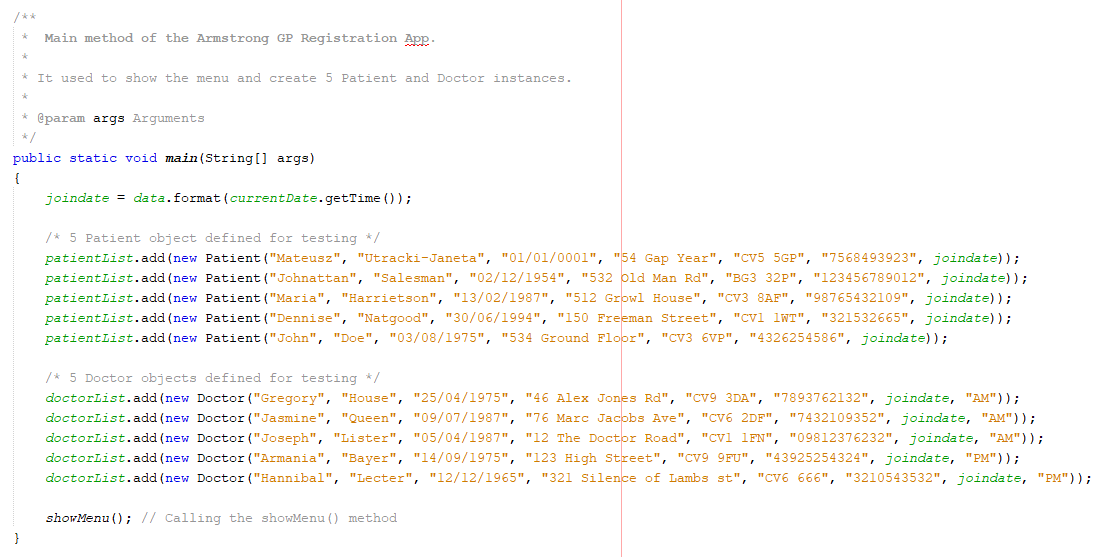 /**
 *  Main method of the Armstrong GP Registration App.
 *
 * It used to show the menu and create 5 Patient and Doctor instances.
 *
 * @param args Arguments
 */
public static void main(String[] args)
{
    joindate = data.format(currentDate.getTime());

    /* 5 Patient object defined for testing */
    patientList.add(new Patient("Mateusz", "Utracki-Janeta", "01/01/0001", "54 Gap Year", "CV5 5GP", "7568493923", joindate));
    patientList.add(new Patient("Johnattan", "Salesman", "02/12/1954", "532 Old Man Rd", "BG3 32P", "123456789012", joindate));
    patientList.add(new Patient("Maria", "Harrietson", "13/02/1987", "512 Growl House", "CV3 8AF", "98765432109", joindate));
    patientList.add(new Patient("Dennise", "Natgood", "30/06/1994", "150 Freeman Street", "CV1 1WT", "321532665", joindate));
    patientList.add(new Patient("John", "Doe", "03/08/1975", "534 Ground Floor", "CV3 6VP", "4326254586", joindate));

    /* 5 Doctor objects defined for testing */
    doctorList.add(new Doctor("Gregory", "House", "25/04/1975", "46 Alex Jones Rd", "CV9 3DA", "7893762132", joindate, "AM"));
    doctorList.add(new Doctor("Jasmine", "Queen", "09/07/1987", "76 Marc Jacobs Ave", "CV6 2DF", "7432109352", joindate, "AM"));
    doctorList.add(new Doctor("Joseph", "Lister", "05/04/1987", "12 The Doctor Road", "CV1 1FN", "09812376232", joindate, "AM"));
    doctorList.add(new Doctor("Armania", "Bayer", "14/09/1975", "123 High Street", "CV9 9FU", "43925254324", joindate, "PM"));
    doctorList.add(new Doctor("Hannibal", "Lecter", "12/12/1965", "321 Silence of Lambs st", "CV6 666", "3210543532", joindate, "PM"));

    showMenu(); // Calling the showMenu() method
}